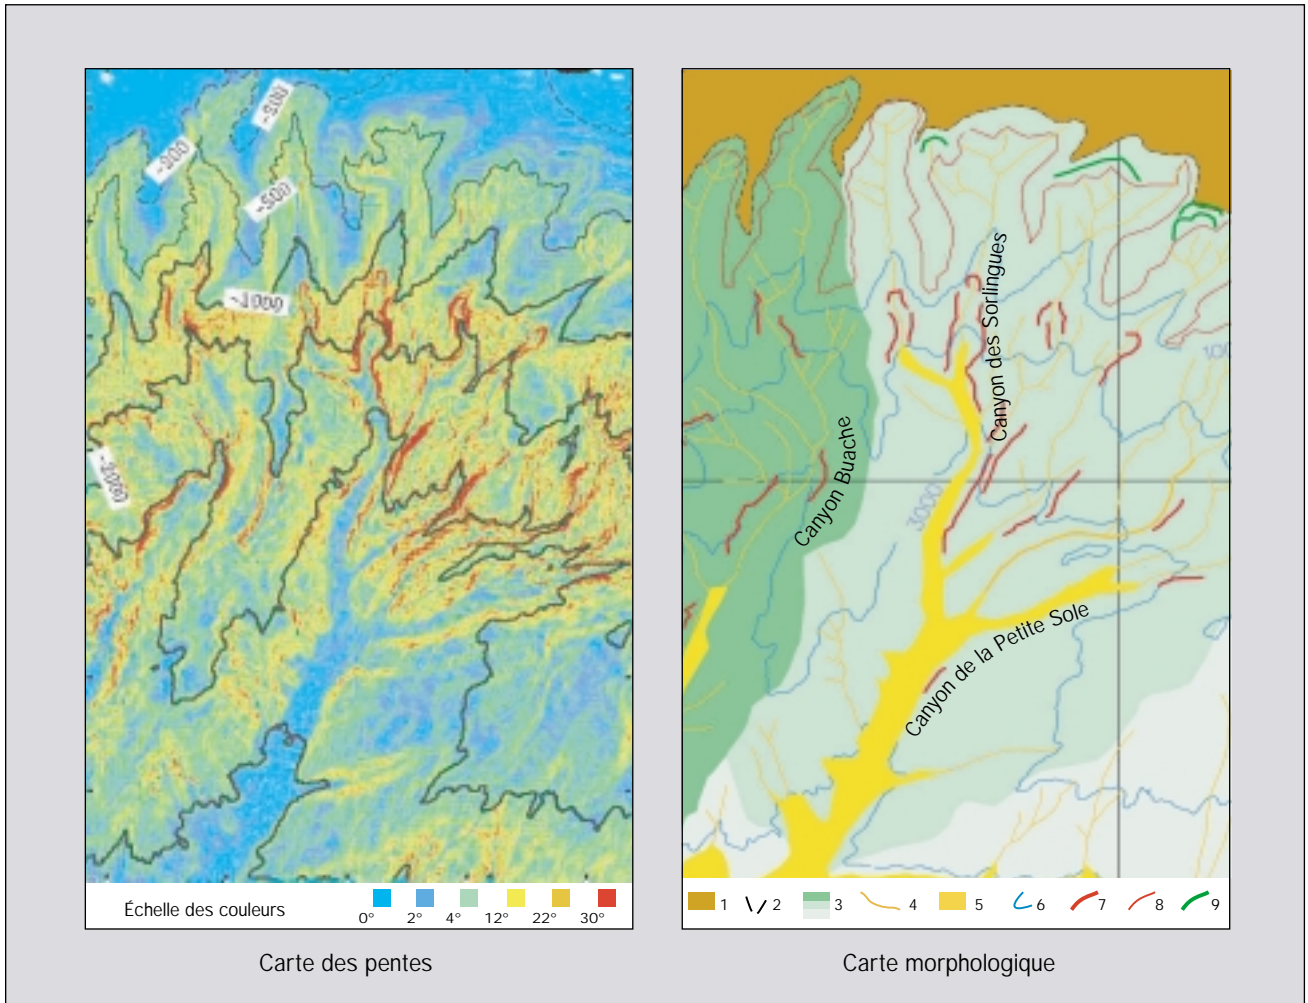 -500
-200
-500
-1000
-2000
Échelle des couleurs
0° 2° 4° 12° 22° 30°
Carte des pentes
Canyon des Sorlingues
100
Canyon Buache
3000
Canyon de la Petite Sole
1 2 3 4 5 6 7 8 9
Carte morphologique